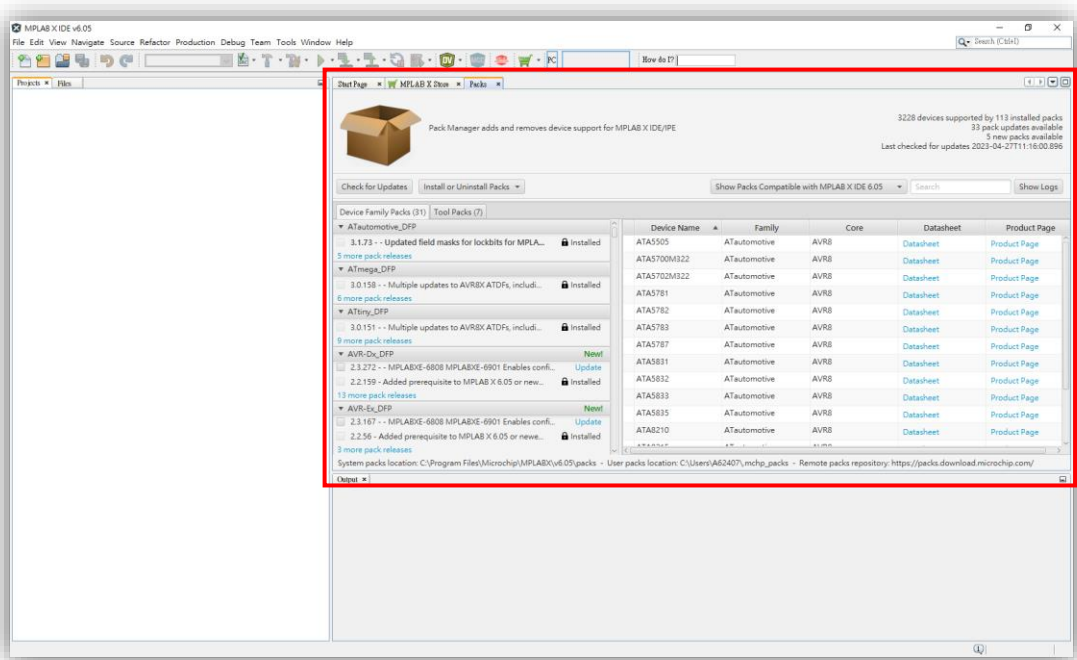 MPLAB X IDE v6.05
File Edit View Navigate Source Refactor Production Debug Team Tools Window Help
Search (Ctrl+I)
PC
How do I?
Projects Files
Start Page MPLAB X Store Packs
Pack Manager adds and removes device support for MPLAB X IDE/IPE
3228 devices supported by 113 installed packs
33 pack updates available
5 new packs available
Last checked for updates 2023-04-27T11:16:00.896
Check for Updates Install or Uninstall Packs Show Packs Compatible with MPLAB X IDE 6.05 Search Show Logs
Device Family Packs (31) Tool Packs (7)
ATautomotive_DFP
3.1.73 - - Updated field masks for lockbits for MPLA... Installed
5 more pack releases
ATmega_DFP
3.0.158 - - Multiple updates to AVR8X ATDFs, includi... Installed
6 more pack releases
ATtiny_DFP
3.0.151 - - Multiple updates to AVR8X ATDFs, includi... Installed
9 more pack releases
AVR-Dx_DFP New!
2.3.272 - - MPLABXE-6808 MPLABXE-6901 Enables confi... Update
2.2.159 - Added prerequisite to MPLAB X 6.05 or new... Installed
13 more pack releases
AVR-Ex_DFP New!
2.3.167 - - MPLABXE-6808 MPLABXE-6901 Enables confi... Update
2.2.56 - Added prerequisite to MPLAB X 6.05 or newe... Installed
3 more pack releases
Device Name Family Core Datasheet Product Page
ATA5505 ATautomotive AVR8 Datasheet Product Page
ATA5700M322 ATautomotive AVR8 Datasheet Product Page
ATA5702M322 ATautomotive AVR8 Datasheet Product Page
ATA5781 ATautomotive AVR8 Datasheet Product Page
ATA5782 ATautomotive AVR8 Datasheet Product Page
ATA5783 ATautomotive AVR8 Datasheet Product Page
ATA5787 ATautomotive AVR8 Datasheet Product Page
ATA5831 ATautomotive AVR8 Datasheet Product Page
ATA5832 ATautomotive AVR8 Datasheet Product Page
ATA5833 ATautomotive AVR8 Datasheet Product Page
ATA5835 ATautomotive AVR8 Datasheet Product Page
ATA8210 ATautomotive AVR8 Datasheet Product Page
System packs location: C:\Program Files\Microchip\MPLABX\v6.05\packs - User packs location: C:\Users\A62407\.mchp_packs - Remote packs repository: https://packs.download.microchip.com/
Output